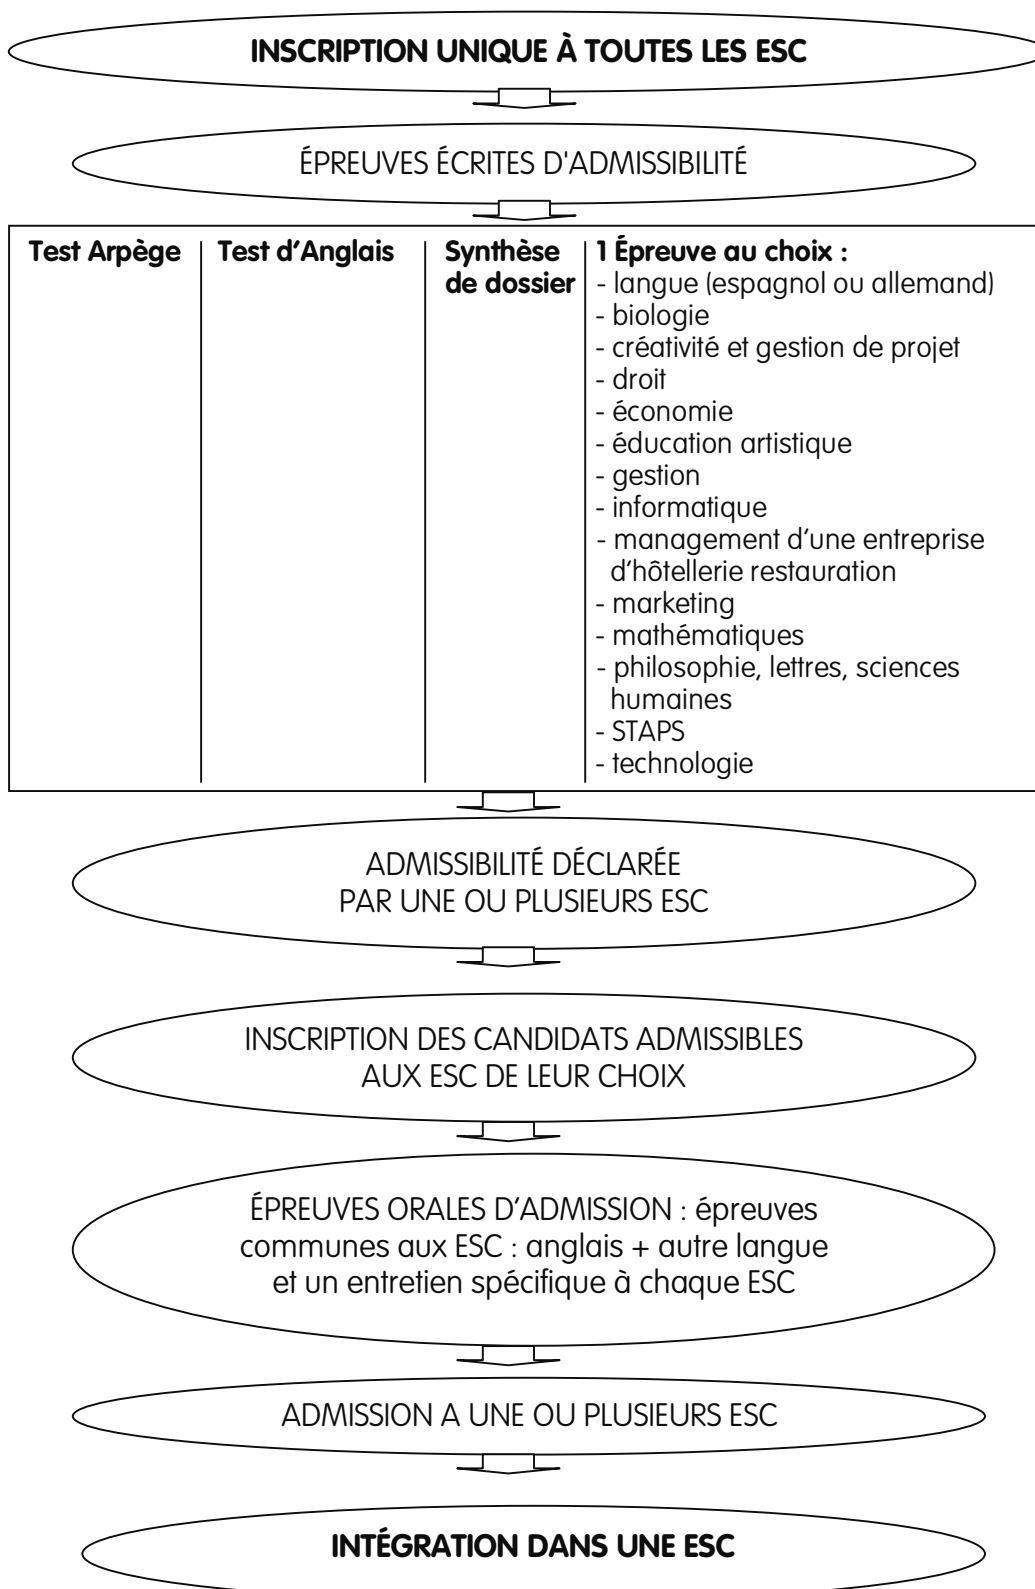 INSCRIPTION UNIQUE À TOUTES LES ESC
ÉPREUVES ÉCRITES D'ADMISSIBILITÉ
Test Arpège
Test d’Anglais
Synthèse
de dossier
1 Épreuve au choix :
- langue (espagnol ou allemand)
- biologie
- créativité et gestion de projet
- droit
- économie
- éducation artistique
- gestion
- informatique
- management d’une entreprise
d’hôtellerie restauration
- marketing
- mathématiques
- philosophie, lettres, sciences
humaines
- STAPS
- technologie
ADMISSIBILITÉ DÉCLARÉE
PAR UNE OU PLUSIEURS ESC
INSCRIPTION DES CANDIDATS ADMISSIBLES
AUX ESC DE LEUR CHOIX
ÉPREUVES ORALES D’ADMISSION : épreuves
communes aux ESC : anglais + autre langue
et un entretien spécifique à chaque ESC
ADMISSION A UNE OU PLUSIEURS ESC
INTÉGRATION DANS UNE ESC